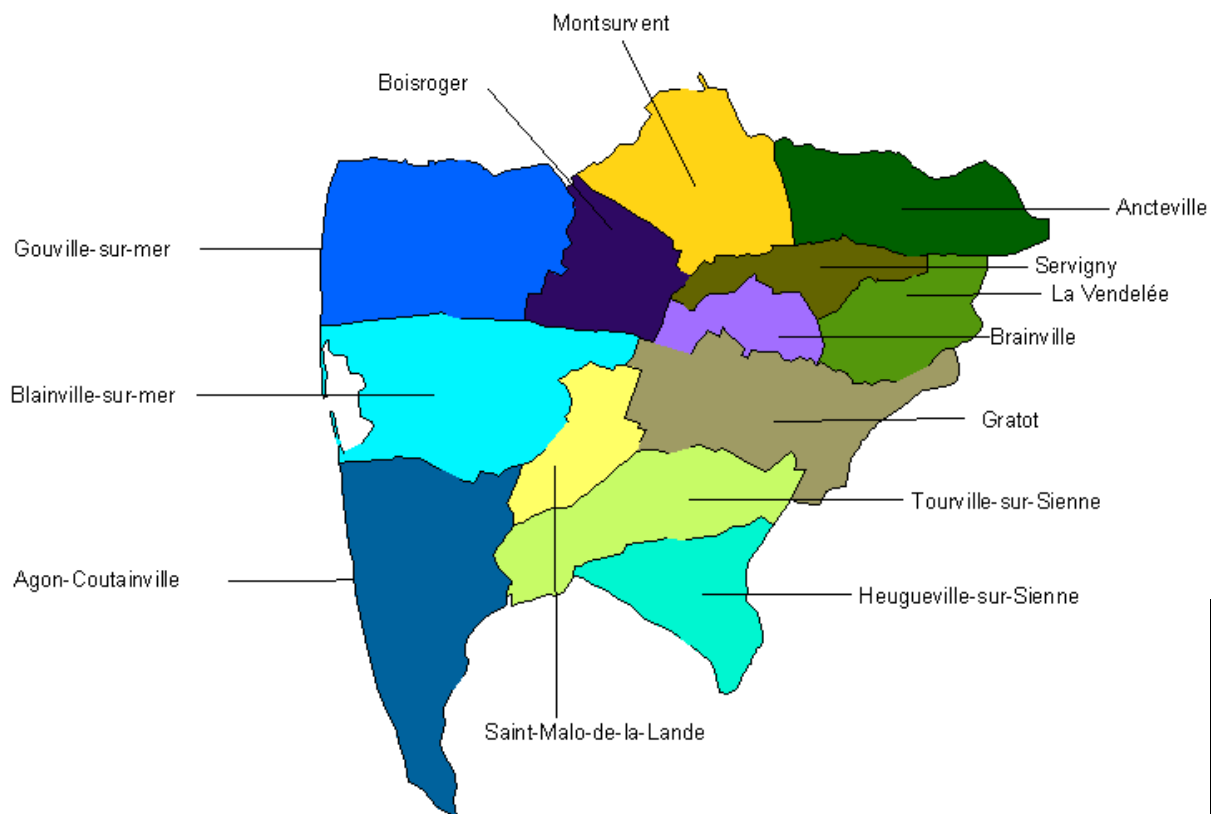 Montsurvent
Boisroger
Ancteville
Gouville-sur-mer
Servigny
La Vendelée
Brainville
Blainville-sur-mer
Gratot
Tourville-sur-Sienne
Agon-Coutainville
Heugueville-sur-Sienne
Saint-Malo-de-la-Lande